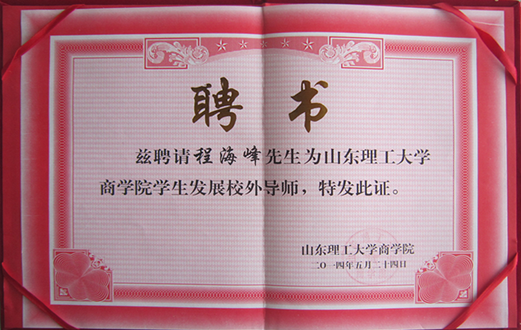 聘书
兹聘请程海峰先生为山东理工大学
商学院学生发展校外导师，特发此证。
山东理工大学商学院
二〇一四年五月二十四日